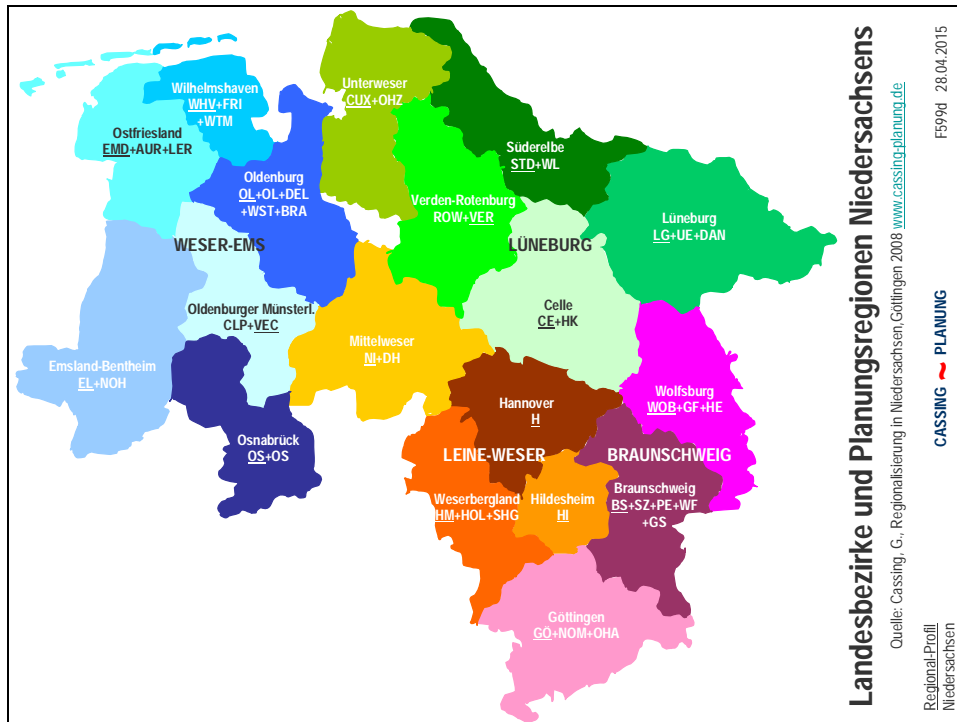 Wilhelmshaven
WHV+FRI
+WTM
Ostfriesland
EMD+AUR+LER
Unterweser
CUX+OHZ
Oldenburg
OL+OL+DEL
+WST+BRA
Süderelbe
STD+WL
Verden-Rotenburg
ROW+VER
Lüneburg
LG+UE+DAN
WESER-EMS
LÜNEBURG
Oldenburger Münsterl.
CLP+VEC
Celle
CE+HK
Mittelweser
NI+DH
Emsland-Bentheim
EL+NOH
Wolfsburg
WOB+GF+HE
Hannover
H
Osnabrück
OS+OS
LEINE-WESER
BRAUNSCHWEIG
Weserbergland
HM+HOL+SHG
Hildesheim
HI
Braunschweig
BS+SZ+PE+WF
+GS
Göttingen
GÖ+NOM+OHA
Landesbezirke und Planungsregionen Niedersachsens
Quelle: Cassing, G., Regionalisierung in Niedersachsen, Göttingen 2008 www.cassing-planung.de
Regional-Profil
Niedersachsen
CASSING ~ PLANUNG
F599d 28.04.2015